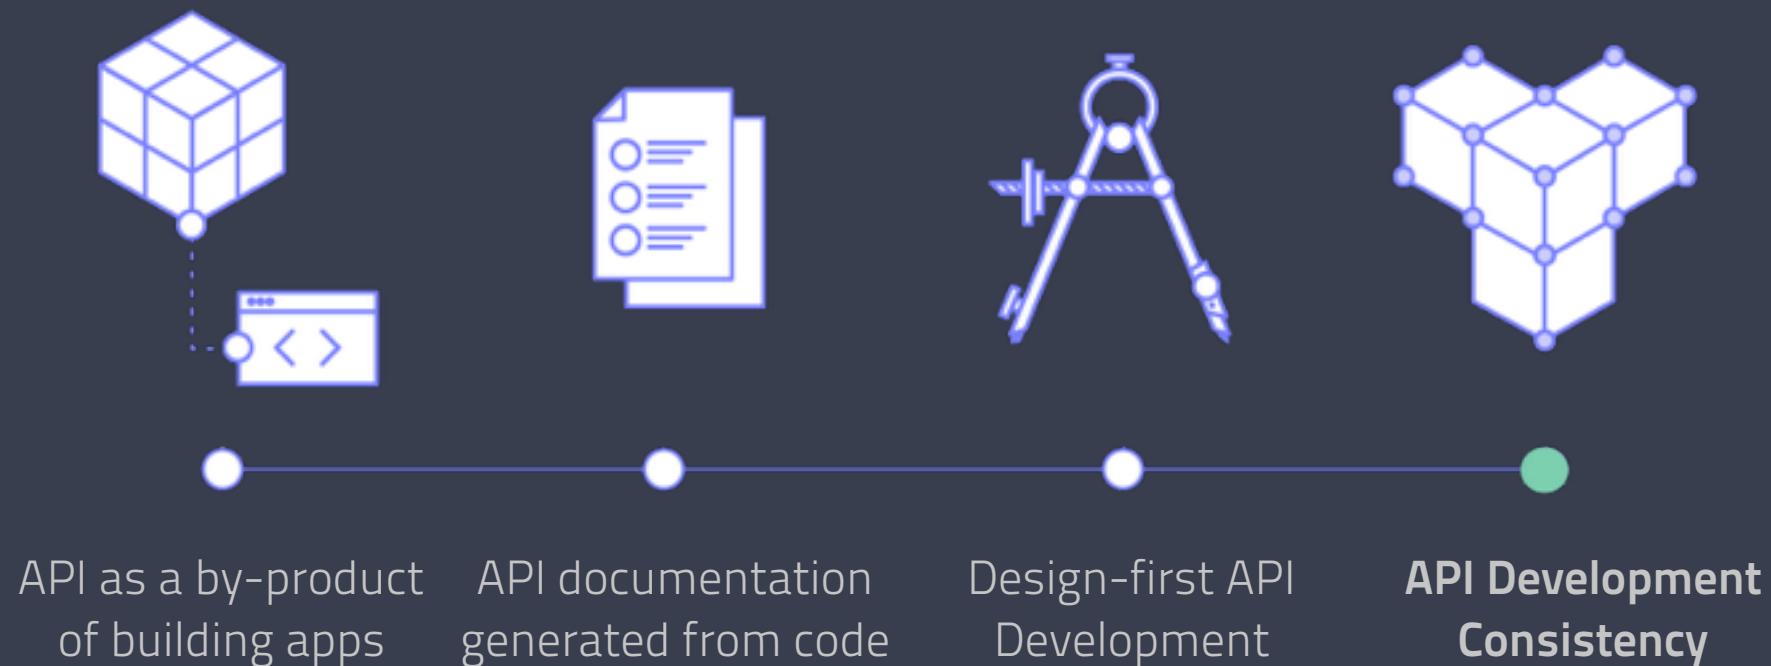 API as a by-product
of building apps
API documentation
generated from code
Design-first API
Development
API Development
Consistency